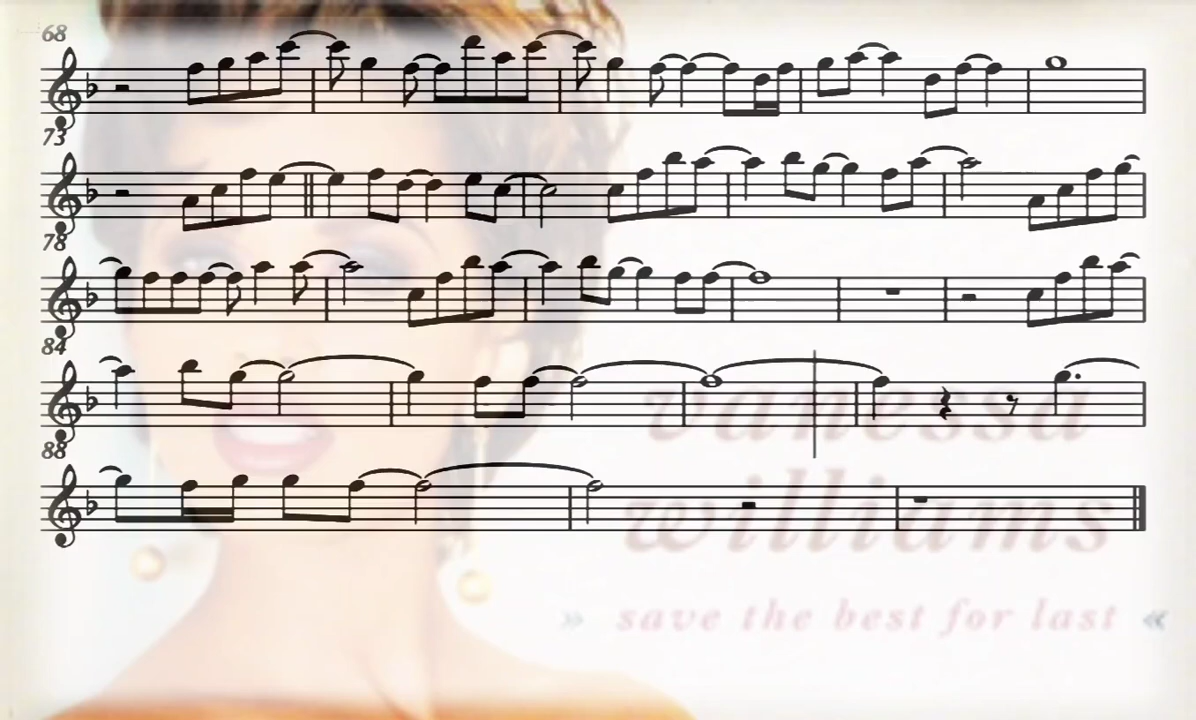 68
73
78
84
88
vanessa
williams
» save the best for last «